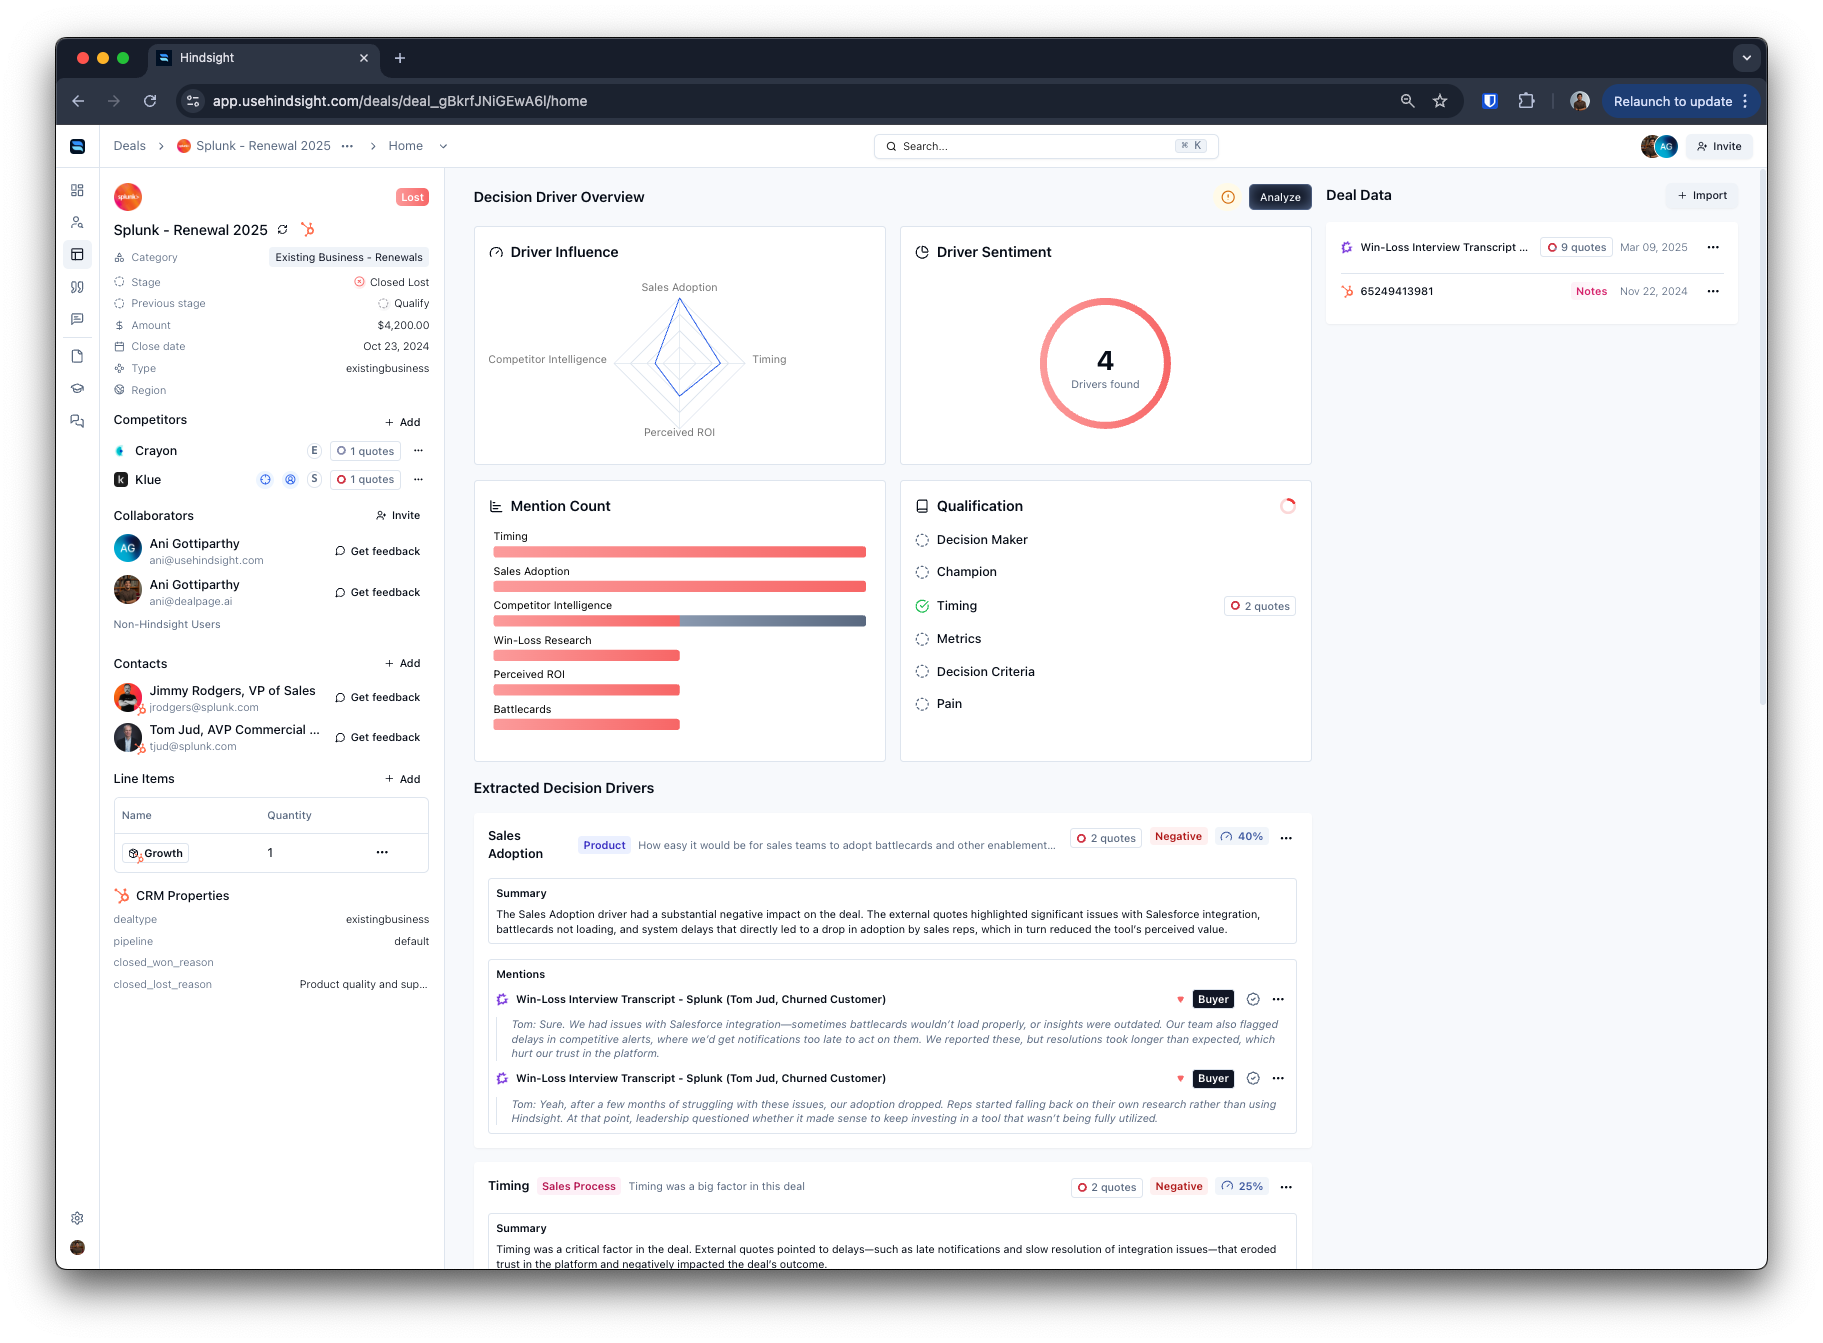 Hindsight
app.usehindsight.com/deals/deal_gBkrfJNiGEwA6l/home
Relaunch to update
Deals
Splunk - Renewal 2025
Home
Search...
⌘ K
AG
Invite
splunk>
Lost
Splunk - Renewal 2025
Category
Existing Business - Renewals
Stage
Closed Lost
Previous stage
Qualify
Amount
$4,200.00
Close date
Oct 23, 2024
Type
existingbusiness
Region
Competitors
+ Add
Crayon
E
1 quotes
k
Klue
S
1 quotes
Collaborators
Invite
AG
Ani Gottiparthy
ani@usehindsight.com
Get feedback
Ani Gottiparthy
ani@dealpage.ai
Get feedback
Non-Hindsight Users
Contacts
+ Add
Jimmy Rodgers, VP of Sales
jrodgers@splunk.com
Get feedback
Tom Jud, AVP Commercial ...
tjud@splunk.com
Get feedback
Line Items
+ Add
Name Quantity
Growth 1
CRM Properties
dealtype existingbusiness
pipeline default
closed_won_reason
closed_lost_reason Product quality and sup...
Decision Driver Overview
Analyze
Driver Influence
Sales Adoption
Competitor Intelligence
Timing
Perceived ROI
Driver Sentiment
4
Drivers found
Mention Count
Timing
Sales Adoption
Competitor Intelligence
Win-Loss Research
Perceived ROI
Battlecards
Qualification
Decision Maker
Champion
Timing
2 quotes
Metrics
Decision Criteria
Pain
Extracted Decision Drivers
Sales
Adoption
Product
How easy it would be for sales teams to adopt battlecards and other enablement...
2 quotes
Negative
40%
Summary
The Sales Adoption driver had a substantial negative impact on the deal. The external quotes highlighted significant issues with Salesforce integration,
battlecards not loading, and system delays that directly led to a drop in adoption by sales reps, which in turn reduced the tool's perceived value.
Mentions
Win-Loss Interview Transcript - Splunk (Tom Jud, Churned Customer)
Buyer
Tom: Sure. We had issues with Salesforce integration—sometimes battlecards wouldn't load properly, or insights were outdated. Our team also flagged
delays in competitive alerts, where we'd get notifications too late to act on them. We reported these, but resolutions took longer than expected, which
hurt our trust in the platform.
Win-Loss Interview Transcript - Splunk (Tom Jud, Churned Customer)
Buyer
Tom: Yeah, after a few months of struggling with these issues, our adoption dropped. Reps started falling back on their own research rather than using
Hindsight. At that point, leadership questioned whether it made sense to keep investing in a tool that wasn't being fully utilized.
Timing
Sales Process
Timing was a big factor in this deal
2 quotes
Negative
25%
Summary
Timing was a critical factor in the deal. External quotes pointed to delays—such as late notifications and slow resolution of integration issues—that eroded
trust in the platform and negatively impacted the deal's outcome.
Deal Data
+ Import
Win-Loss Interview Transcript ...
9 quotes
Mar 09, 2025
65249413981
Notes
Nov 22, 2024